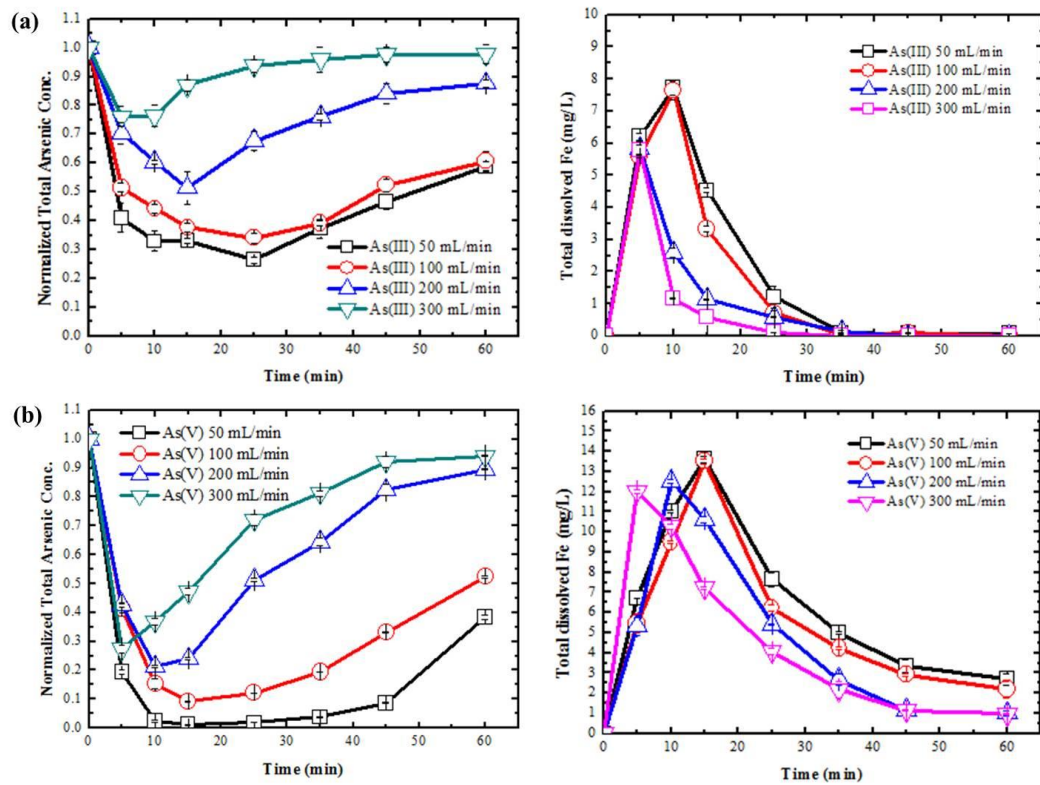 (a)
1.1
1.0
0.9
0.8
0.7
0.6
0.5
0.4
0.3
0.2
0.1
0.0
Normalized Total Arsenic Conc.
As(III) 50 mL/min
As(III) 100 mL/min
As(III) 200 mL/min
As(III) 300 mL/min
0 10 20 30 40 50 60
Time (min)
10
9
8
7
6
5
4
3
2
1
0
Total dissolved Fe (mg/L)
As(III) 50 mL/min
As(III) 100 mL/min
As(III) 200 mL/min
As(III) 300 mL/min
0 10 20 30 40 50 60
Time (min)
(b)
1.1
1.0
0.9
0.8
0.7
0.6
0.5
0.4
0.3
0.2
0.1
0.0
Normalized Total Arsenic Conc.
As(V) 50 mL/min
As(V) 100 mL/min
As(V) 200 mL/min
As(V) 300 mL/min
0 10 20 30 40 50 60
Time (min)
16
15
14
13
12
11
10
9
8
7
6
5
4
3
2
1
0
Total dissolved Fe (mg/L)
As(V) 50 mL/min
As(V) 100 mL/min
As(V) 200 mL/min
As(V) 300 mL/min
0 10 20 30 40 50 60
Time (min)